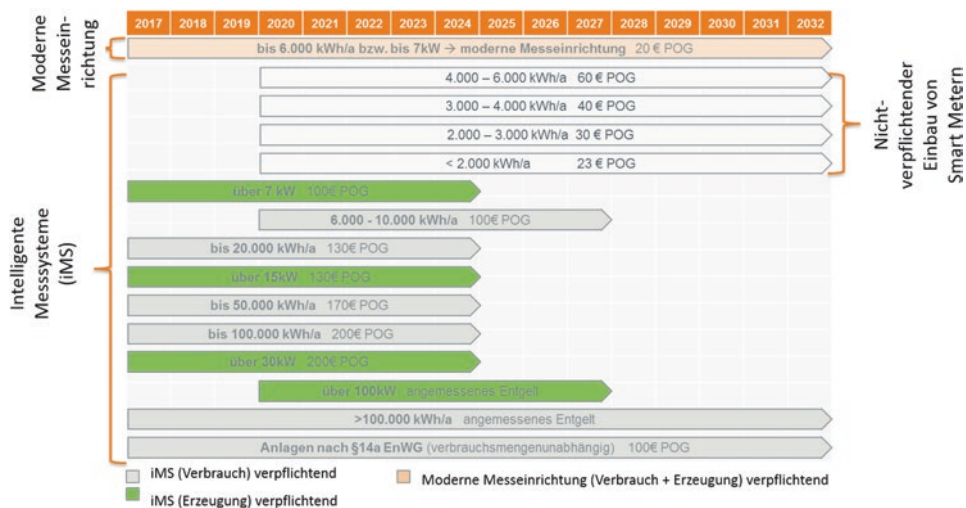 2017 2018 2019 2020 2021 2022 2023 2024 2025 2026 2027 2028 2029 2030 2031 2032
Moderne
Messein-
richtung
bis 6.000 kWh/a bzw. bis 7kW → moderne Messeinrichtung 20 € POG
Intelligente
Messsysteme
(iMS)
4.000 – 6.000 kWh/a 60 € POG
3.000 – 4.000 kWh/a 40 € POG
2.000 – 3.000 kWh/a 30 € POG
< 2.000 kWh/a 23 € POG
Nicht-
verpflichtender
Einbau von
Smart Metern
über 7 kW 100€ POG
6.000 - 10.000 kWh/a 100€ POG
bis 20.000 kWh/a 130€ POG
über 15kW 130€ POG
bis 50.000 kWh/a 170€ POG
bis 100.000 kWh/a 200€ POG
über 30kW 200€ POG
über 100kW angemessenes Entgelt
>100.000 kWh/a angemessenes Entgelt
Anlagen nach §14a EnWG (verbrauchsmengenunabhängig) 100€ POG
iMS (Verbrauch) verpflichtend
iMS (Erzeugung) verpflichtend
Moderne Messeinrichtung (Verbrauch + Erzeugung) verpflichtend